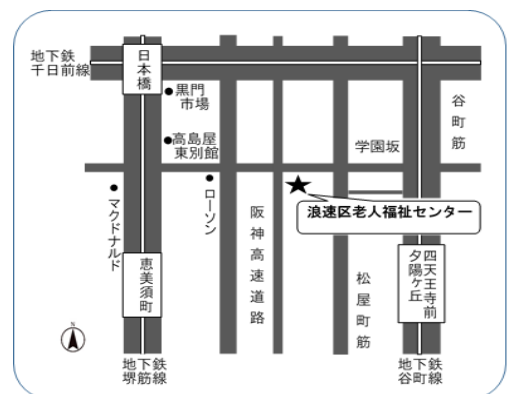 地下鉄
千日前線
日本橋
黒門
市場
谷町筋
高島屋
東別館
学園坂
マクドナルド
ローソン
浪速区老人福祉センター
阪神高速道路
恵美須町
松屋町筋
四天王寺前
夕陽ヶ丘
N
地下鉄
堺筋線
地下鉄
谷町線